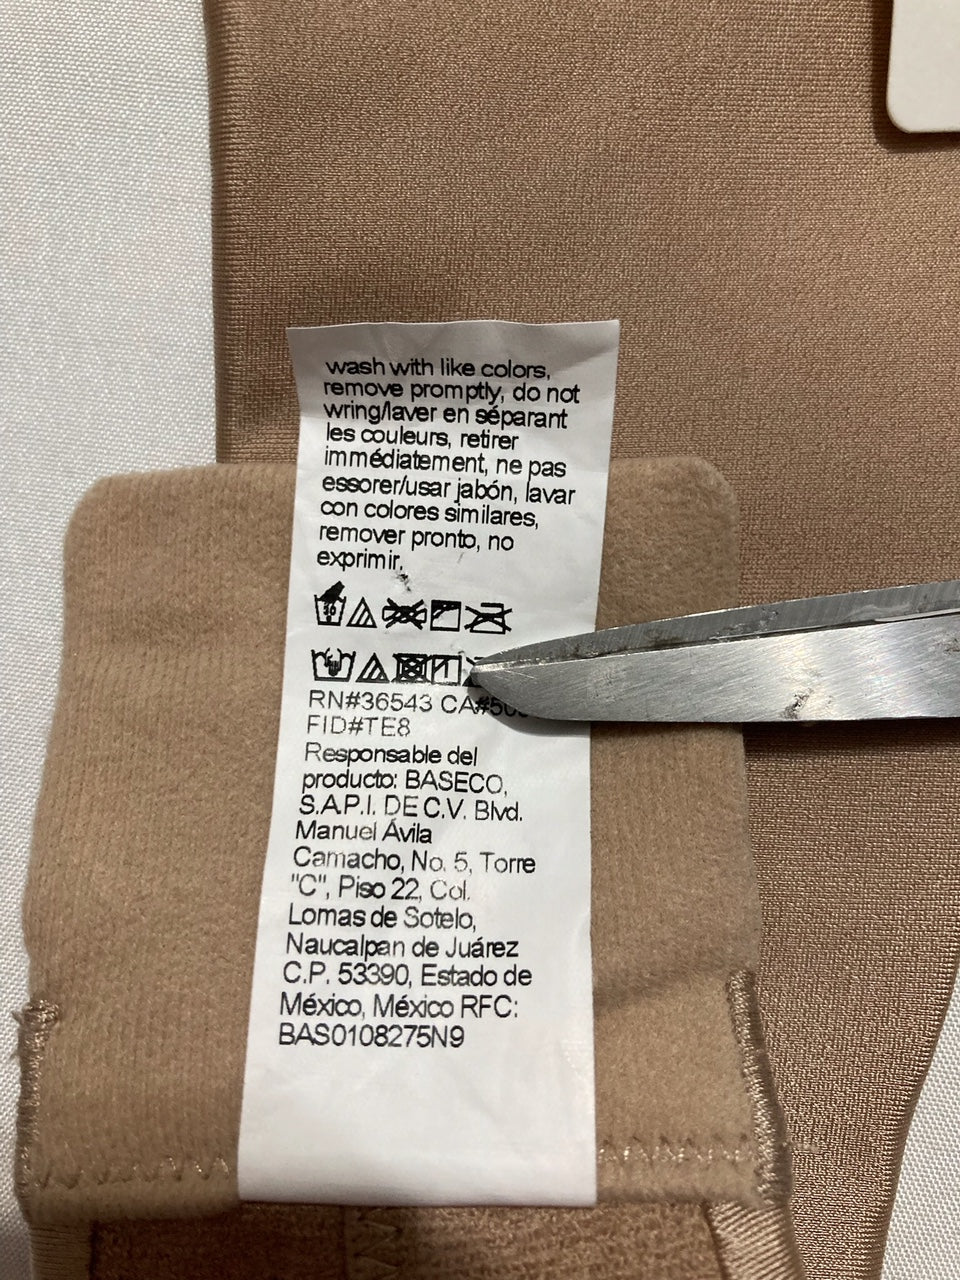 wash with like colors,
remove promptly, do not
wring/laver en séparant
les couleurs, retirer
immédiatement, ne pas
essorer/usar jabón, lavar
con colores similares,
remover pronto, no
exprimir.
30
RN#36543 CA#
FID#TE8
Responsable del
producto: BASECO,
S.A.P.I. DE C.V. Blvd.
Manuel Ávila
Camacho, No. 5, Torre
"C", Piso 22, Col.
Lomas de Sotelo,
Naucalpan de Juárez
C.P. 53390, Estado de
México, México RFC:
BAS0108275N9